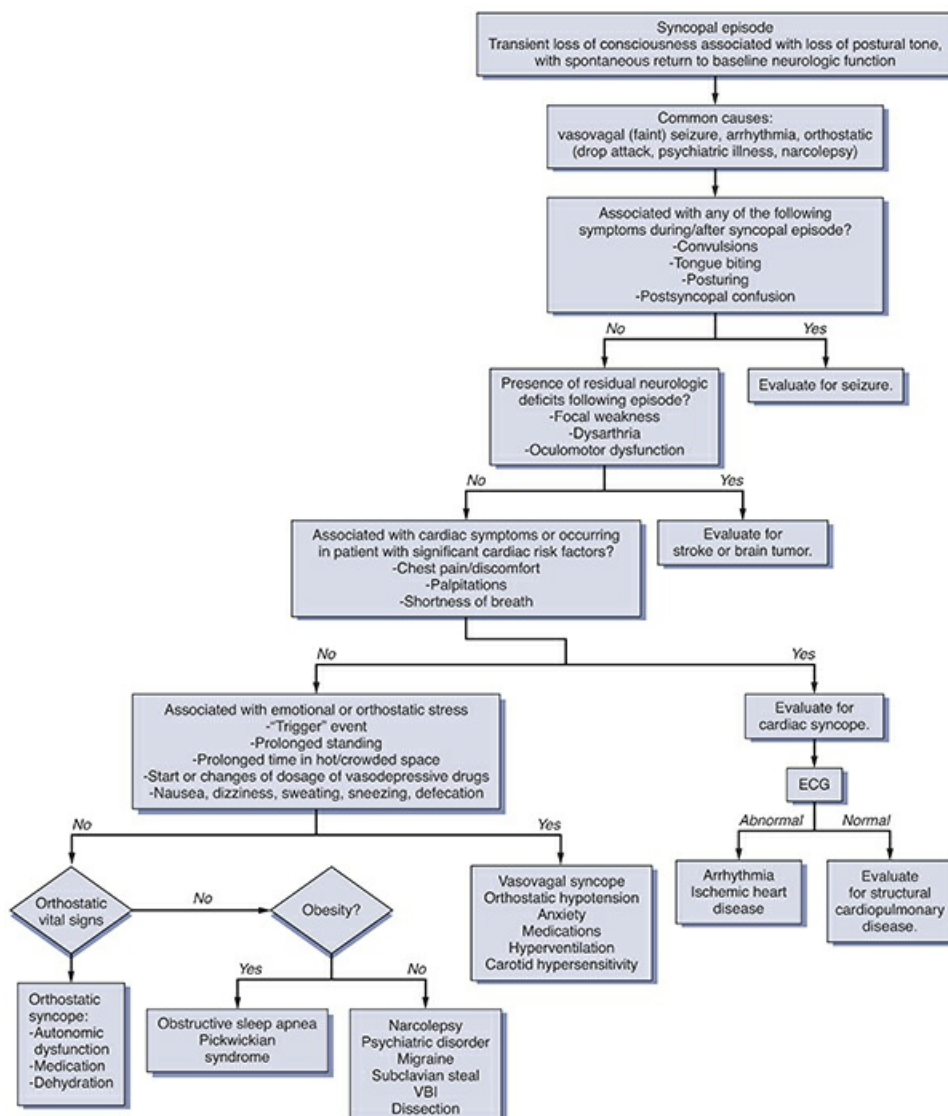 Syncopal episode
Transient loss of consciousness associated with loss of postural tone,
with spontaneous return to baseline neurologic function
Common causes:
vasovagal (faint) seizure, arrhythmia, orthostatic
(drop attack, psychiatric illness, narcolepsy)
Associated with any of the following
symptoms during/after syncopal episode?
-Convulsions
-Tongue biting
-Posturing
-Postsyncopal confusion
No
Yes
Presence of residual neurologic
deficits following episode?
-Focal weakness
-Dysarthria
-Oculomotor dysfunction
Evaluate for seizure.
No
Yes
Associated with cardiac symptoms or occurring
in patient with significant cardiac risk factors?
-Chest pain/discomfort
-Palpitations
-Shortness of breath
Evaluate for
stroke or brain tumor.
No
Yes
Associated with emotional or orthostatic stress
-"Trigger" event
-Prolonged standing
-Prolonged time in hot/crowded space
-Start or changes of dosage of vasodepressive drugs
-Nausea, dizziness, sweating, sneezing, defecation
Evaluate for
cardiac syncope.
ECG
No
Yes
Abnormal
Normal
Orthostatic
vital signs
No
Obesity?
Vasovagal syncope
Orthostatic hypotension
Anxiety
Medications
Hyperventilation
Carotid hypersensitivity
Arrhythmia
Ischemic heart
disease
Evaluate
for structural
cardiopulmonary
disease.
Yes
No
Orthostatic
syncope:
-Autonomic
dysfunction
-Medication
-Dehydration
Obstructive sleep apnea
Pickwickian
syndrome
Narcolepsy
Psychiatric disorder
Migraine
Subclavian steal
VBI
Dissection